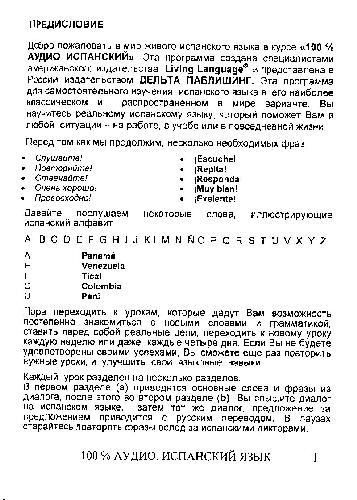 ПРЕДИСЛОВИЕ
Добро пожаловать в мир живого испанского языка в курсе «100 %
АУДИО ИСПАНСКИЙ» Эта программа создана специалистами
американского издательства Living Language® и представлена в
России издательством ДЕЛЬТА ПАБЛИШИНГ. Эта программа
для самостоятельного изучения испанского языка в его наиболее
классическом и распространенном в мире варианте. Вы
научитесь реальному испанскому языку, который поможет Вам в
любой ситуации – на работе, в учебе или в повседневной жизни
Перед том как мы продолжим, несколько необходимых фраз
• Слушайте! • ¡Escuche!
• Повторяйте! • ¡Repita!
• Отвечайте! • ¡Responda
• Очень хорошо! • ¡Muy bien!
• Превосходно! • ¡Exelente!
Давайте послушаем некоторые слова, иллюстрирующие
испанский алфавит
A B C D E F G H I J K L M N Ñ O P Q R S T U V X Y Z
A Panamá
E Venezuela
I
O Colombia
U Perú
Пора переходить к урокам, которые дадут Вам возможность
постепенно знакомиться с новыми словами и грамматикой,
ставить перед собой реальные цели, переходить к новому уроку
каждую неделю или даже каждые четыре дня. Если Вы не будете
удовлетворены своими успехами, Вы сможете еще раз повторить
нужные уроки, и улучшить свои языковые навыки
Каждый урок разделен на несколько разделов.
В первом разделе (a) приводятся основные слова и фразы из
диалога, после этого во втором разделе (b) Вы слышите диалог
на испанском языке, затем тот же диалог, предложение за
предложением приводится с русским переводом. В паузах
старайтесь повторять фразы вслед за испанскими дикторами.
100 % АУДИО. ИСПАНСКИЙ ЯЗЫК 1